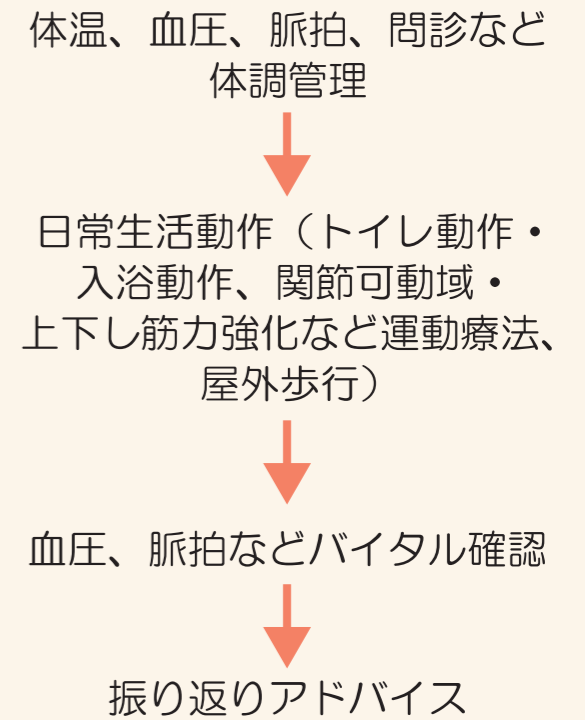 体温、血圧、脈拍、問診など
体調管理
日常生活動作（トイレ動作・
入浴動作、関節可動域・
上下し筋力強化など運動療法、
屋外歩行）
血圧、脈拍などバイタル確認
振り返りアドバイス